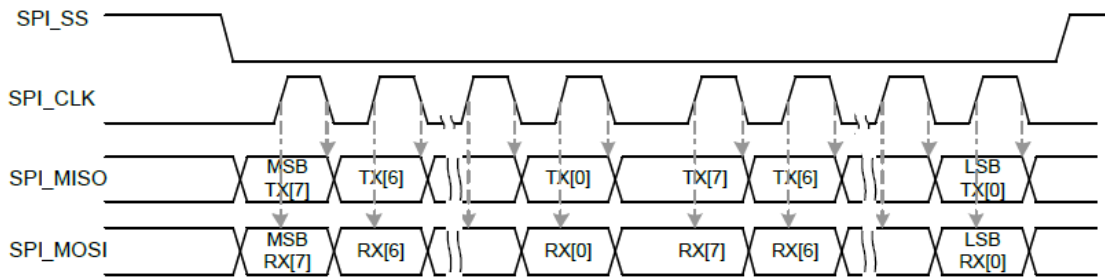 SPI_SS
SPI_CLK
SPI_MISO
MSB
TX[7]
TX[6]
TX[0]
TX[7]
TX[6]
LSB
TX[0]
SPI_MOSI
MSB
RX[7]
RX[6]
RX[0]
RX[7]
RX[6]
LSB
RX[0]